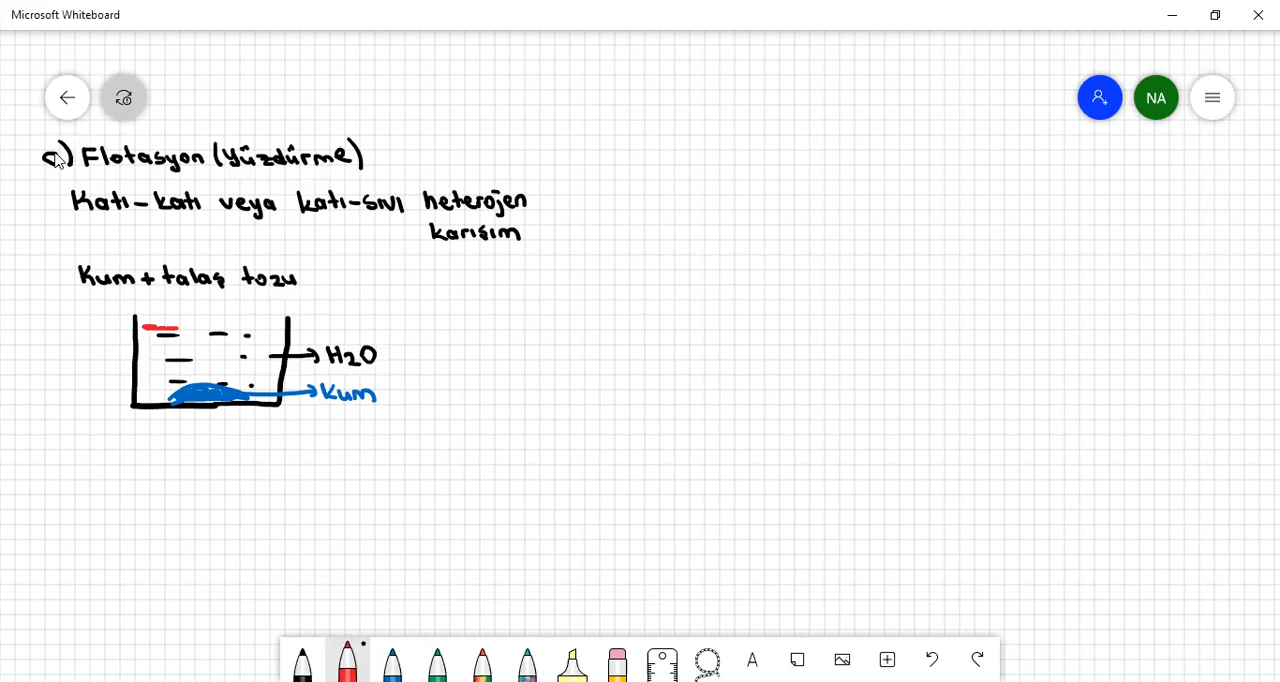 Microsoft Whiteboard
NA
c) Flotasyon (Yüzdürme)
Katı-katı veya katı-sıvı heterojen
karışım
Kum + talaş tozu
H2O
Kum
A